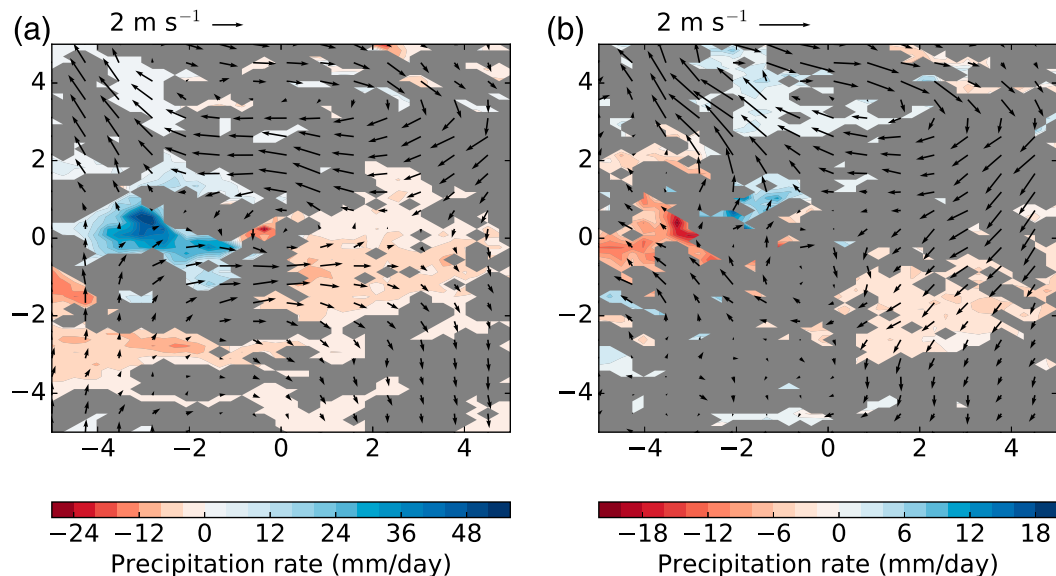 (a) 2 m s⁻¹ (b) 2 m s⁻¹
4 4
2 2
0 0
−2 −2
−4 −4
−4 −2 0 2 4 −4 −2 0 2 4
−24 −12 0 12 24 36 48 −18 −12 −6 0 6 12 18
Precipitation rate (mm/day) Precipitation rate (mm/day)